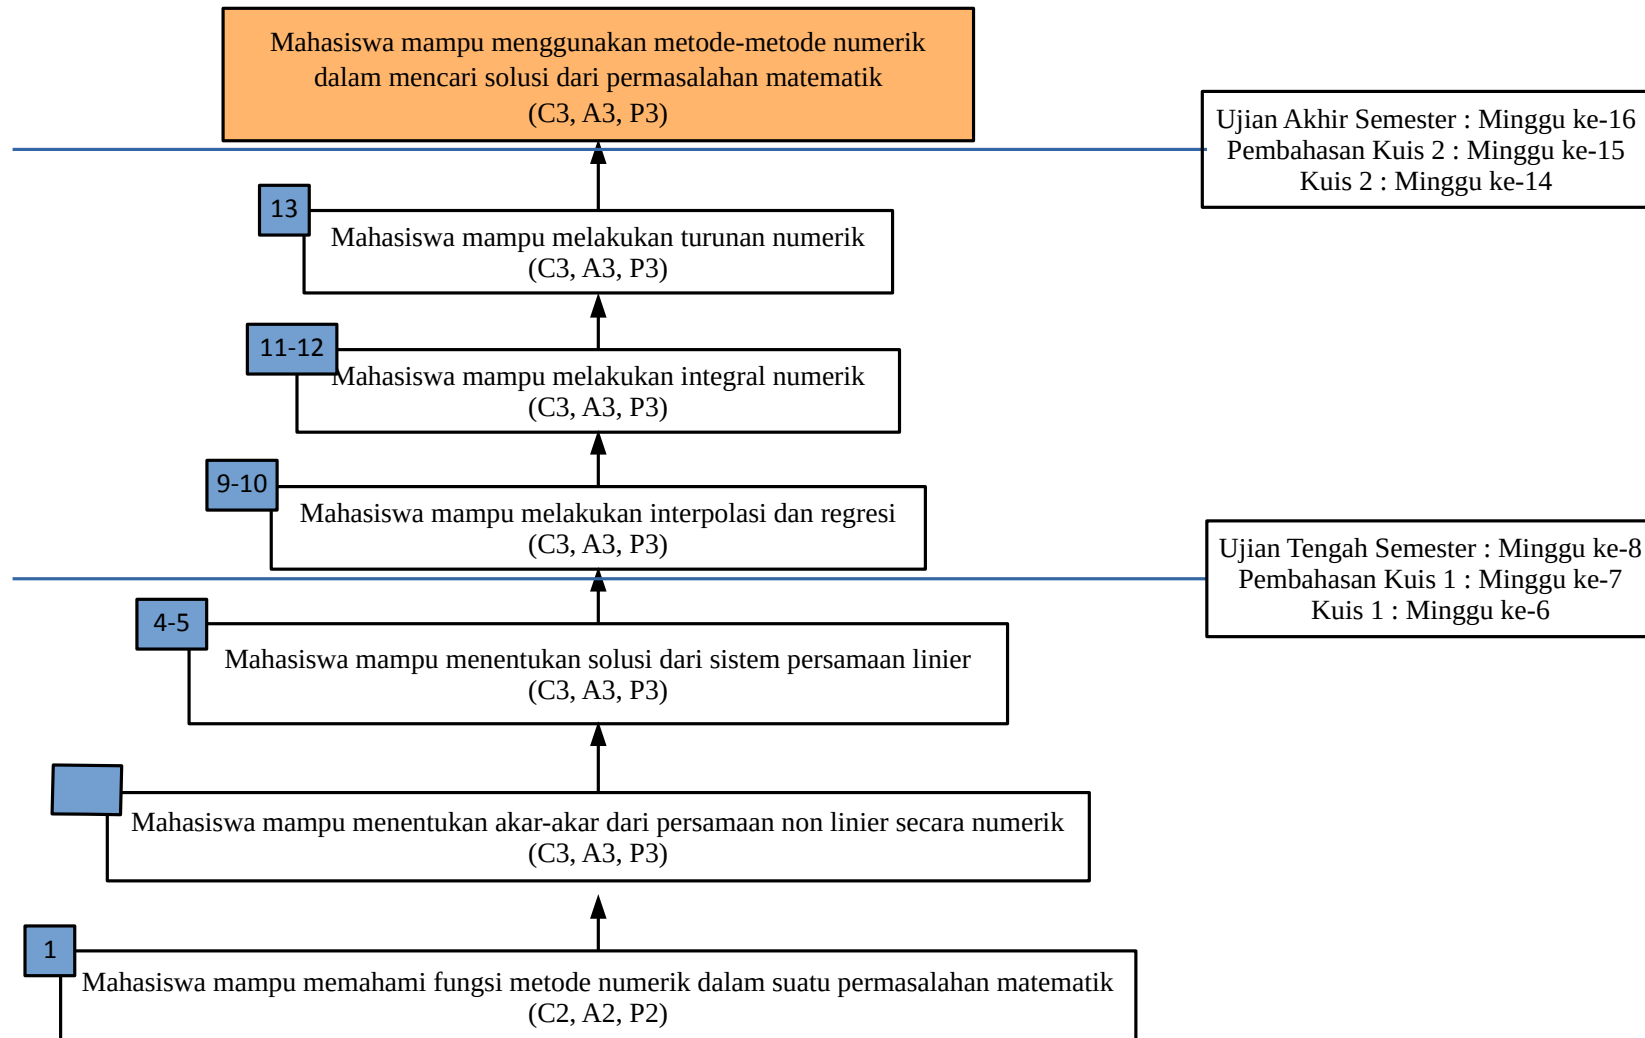 Mahasiswa mampu menggunakan metode-metode numerik
dalam mencari solusi dari permasalahan matematik
(C3, A3, P3)
Ujian Akhir Semester : Minggu ke-16
Pembahasan Kuis 2 : Minggu ke-15
Kuis 2 : Minggu ke-14
13
Mahasiswa mampu melakukan turunan numerik
(C3, A3, P3)
11-12
Mahasiswa mampu melakukan integral numerik
(C3, A3, P3)
9-10
Mahasiswa mampu melakukan interpolasi dan regresi
(C3, A3, P3)
Ujian Tengah Semester : Minggu ke-8
Pembahasan Kuis 1 : Minggu ke-7
Kuis 1 : Minggu ke-6
4-5
Mahasiswa mampu menentukan solusi dari sistem persamaan linier
(C3, A3, P3)
Mahasiswa mampu menentukan akar-akar dari persamaan non linier secara numerik
(C3, A3, P3)
1
Mahasiswa mampu memahami fungsi metode numerik dalam suatu permasalahan matematik
(C2, A2, P2)